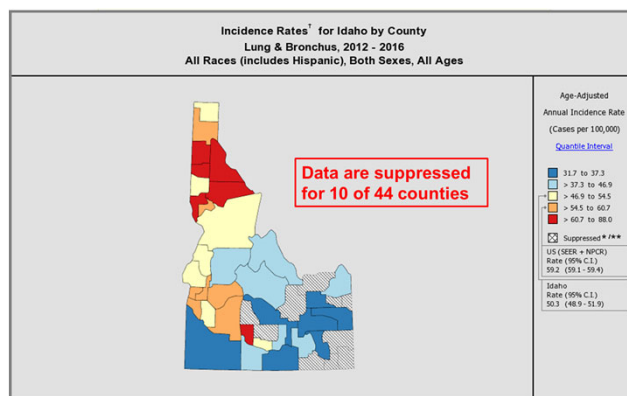 Incidence Rates† for Idaho by County
Lung & Bronchus, 2012 - 2016
All Races (includes Hispanic), Both Sexes, All Ages
Data are suppressed
for 10 of 44 counties
Age-Adjusted
Annual Incidence Rate
(Cases per 100,000)
Quantile Interval
31.7 to 37.3
> 37.3 to 46.9
> 46.9 to 54.5
> 54.5 to 60.7
> 60.7 to 88.0
Suppressed */**
US (SEER + NPCR)
Rate (95% C.I.)
59.2 (59.1 - 59.4)
Idaho
Rate (95% C.I.)
50.3 (48.9 - 51.9)